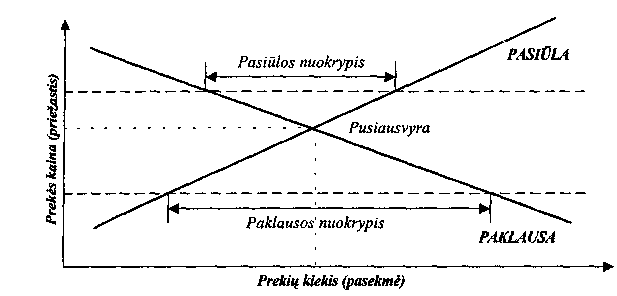 Pasiūlos nuokrypis
PASIŪLA
Prekės kaina (priežastis)
Pusiausvyra
Paklausos nuokrypis
PAKLAUSA
Prekių kiekis (pasekmė)